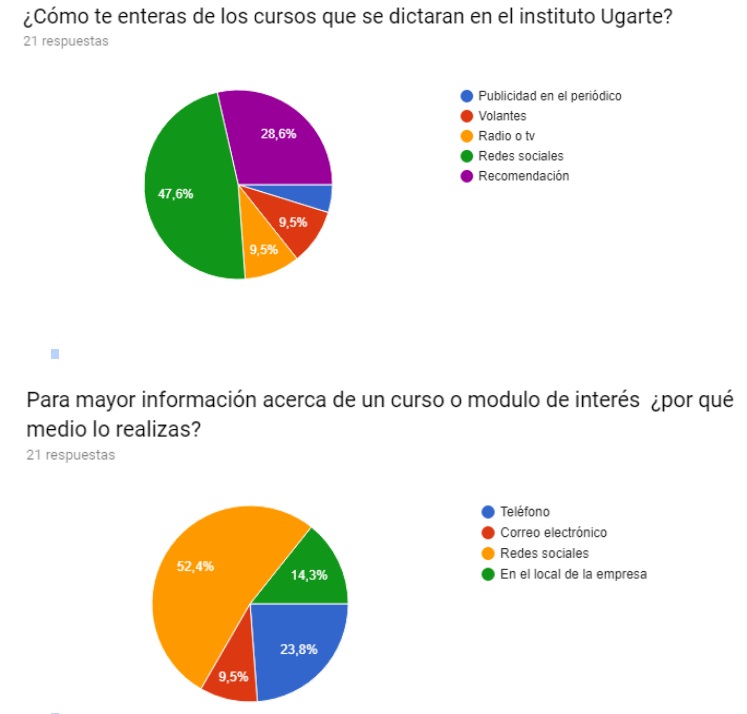 ¿Cómo te enteras de los cursos que se dictaran en el instituto Ugarte?
21 respuestas
Publicidad en el periódico
Volantes
Radio o tv
Redes sociales
Recomendación
28,6%
47,6%
9,5%
9,5%
Para mayor información acerca de un curso o modulo de interés ¿por qué
medio lo realizas?
21 respuestas
Teléfono
Correo electrónico
Redes sociales
En el local de la empresa
52,4%
14,3%
23,8%
9,5%